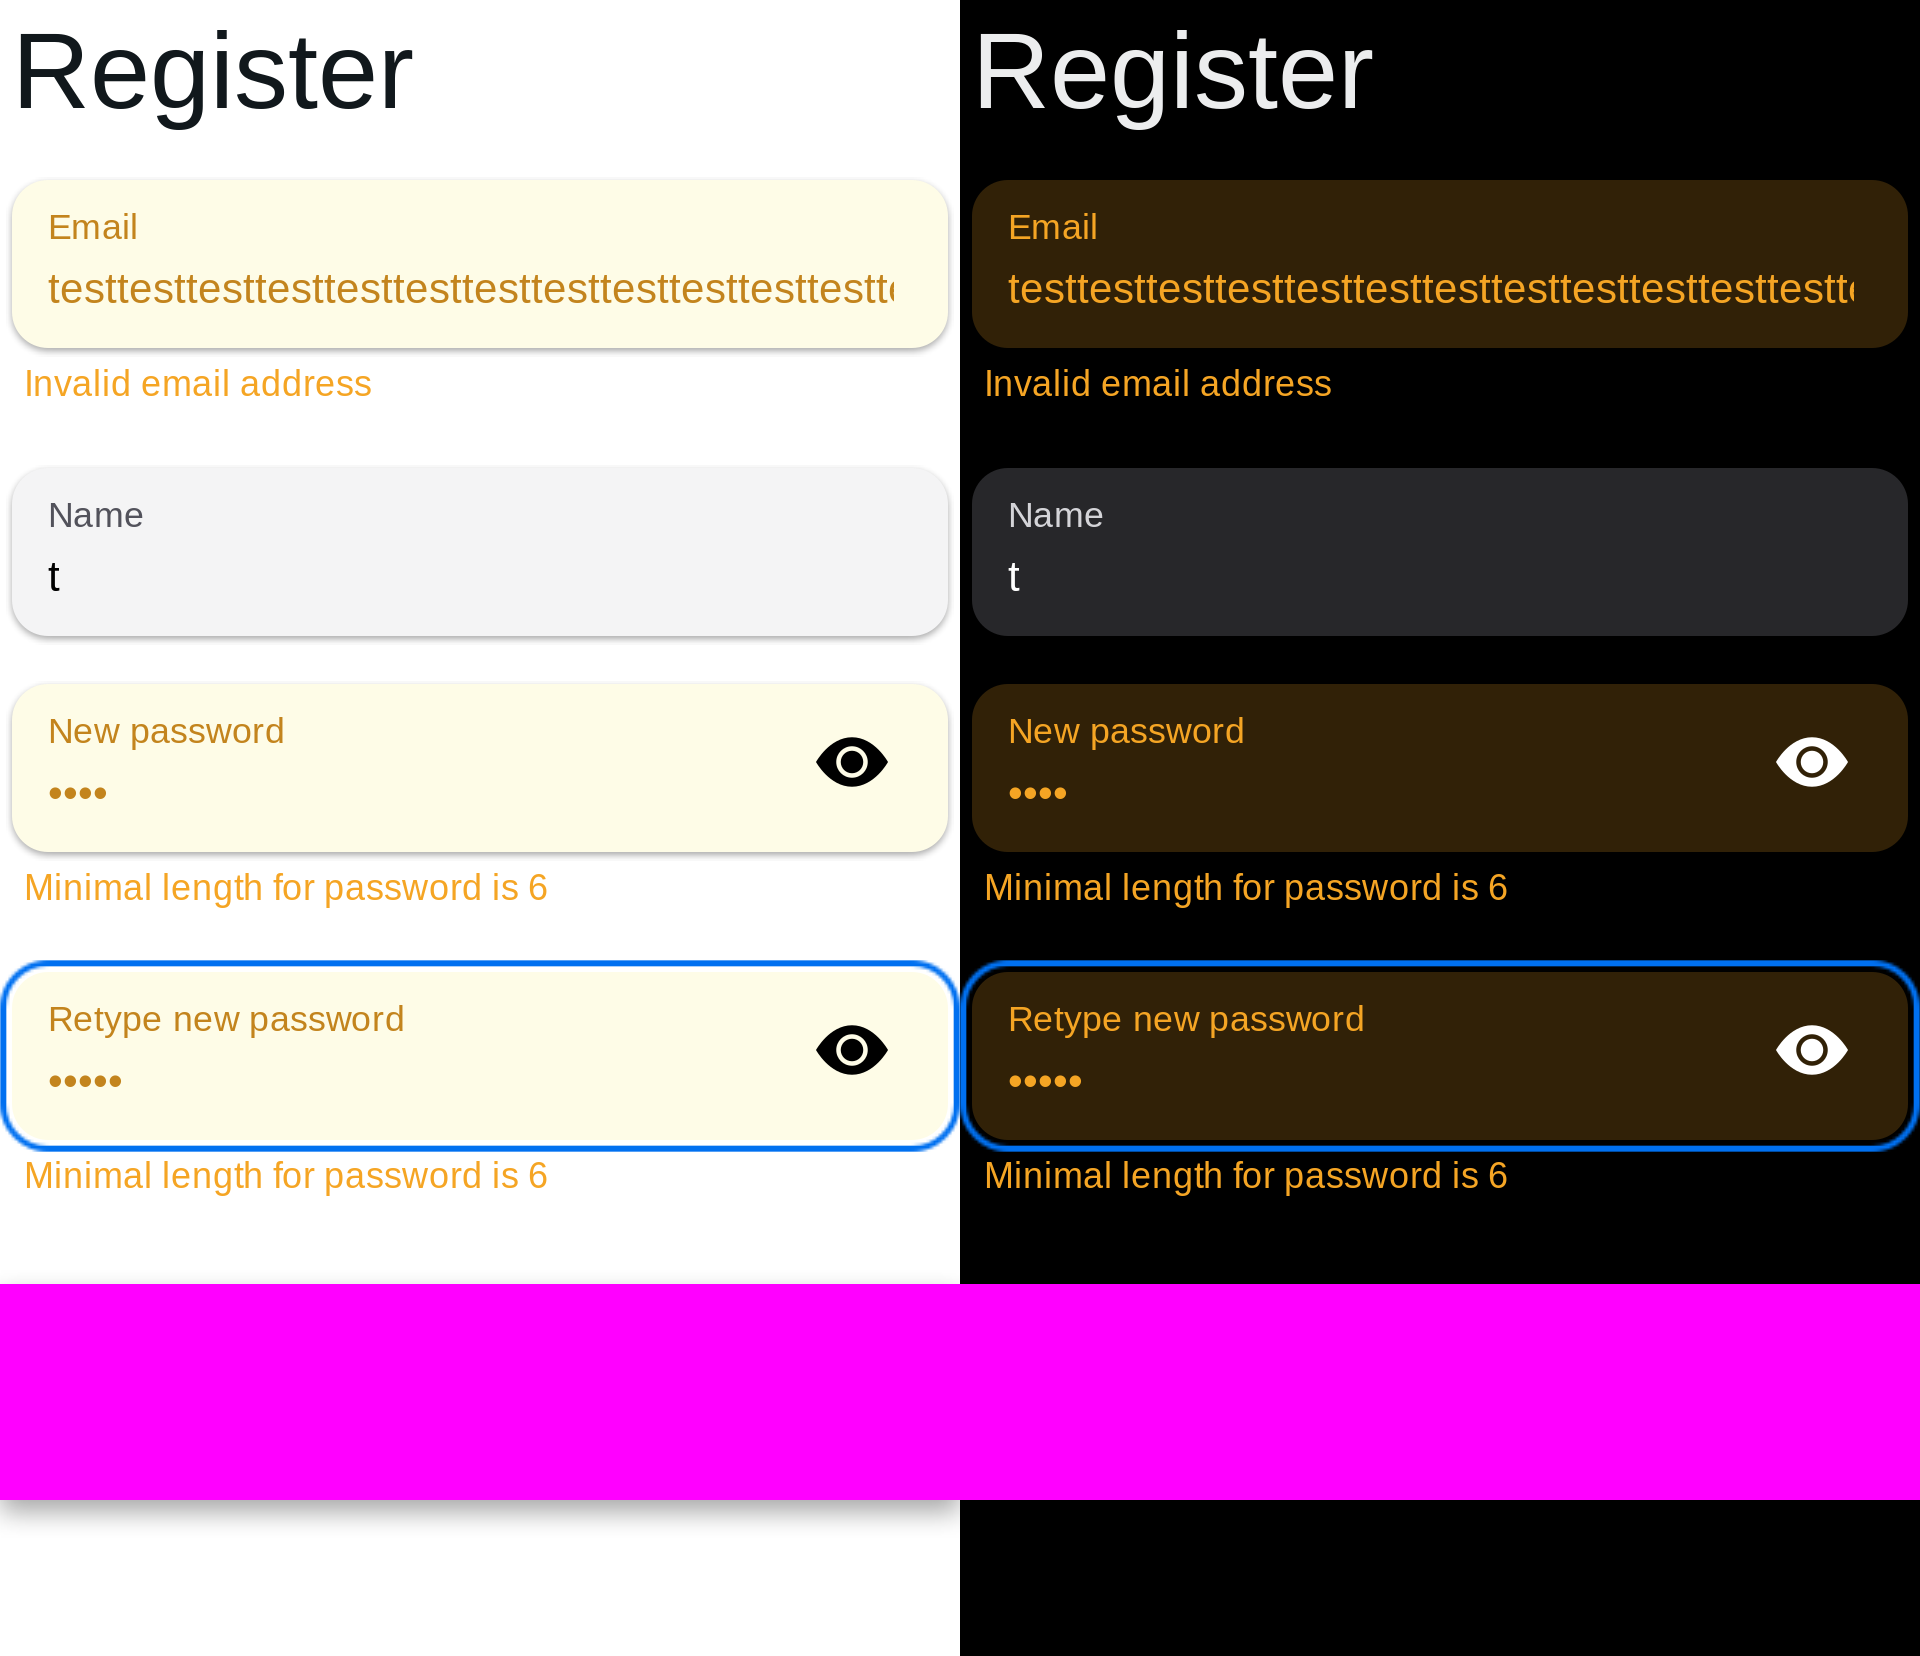 Register
Email
testtesttesttesttesttesttesttesttesttesttesttestt
Invalid email address
Name
t
New password
••••
Minimal length for password is 6
Retype new password
•••••
Minimal length for password is 6
Register
Email
testtesttesttesttesttesttesttesttesttesttesttestt
Invalid email address
Name
t
New password
••••
Minimal length for password is 6
Retype new password
•••••
Minimal length for password is 6